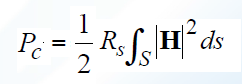 P_c = \frac{1}{2} R_s \int_S |\mathbf{H}|^2 ds